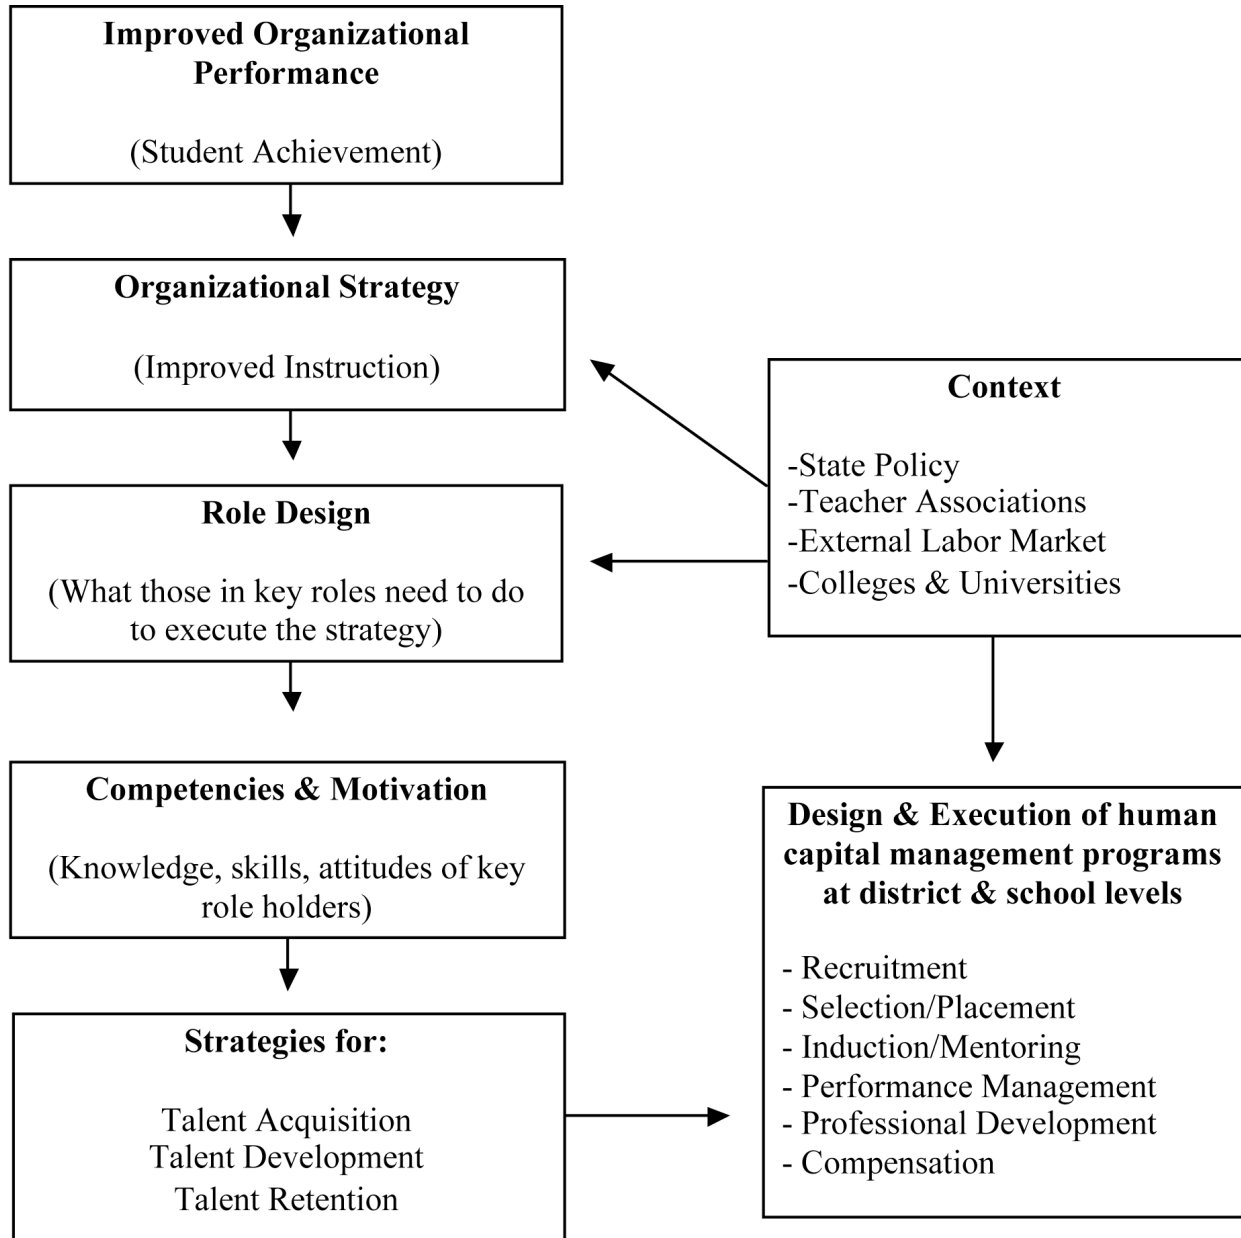 Improved Organizational
Performance
(Student Achievement)
Organizational Strategy
(Improved Instruction)
Role Design
(What those in key roles need to do
to execute the strategy)
Competencies & Motivation
(Knowledge, skills, attitudes of key
role holders)
Strategies for:
Talent Acquisition
Talent Development
Talent Retention
Context
-State Policy
-Teacher Associations
-External Labor Market
-Colleges & Universities
Design & Execution of human
capital management programs
at district & school levels
- Recruitment
- Selection/Placement
- Induction/Mentoring
- Performance Management
- Professional Development
- Compensation